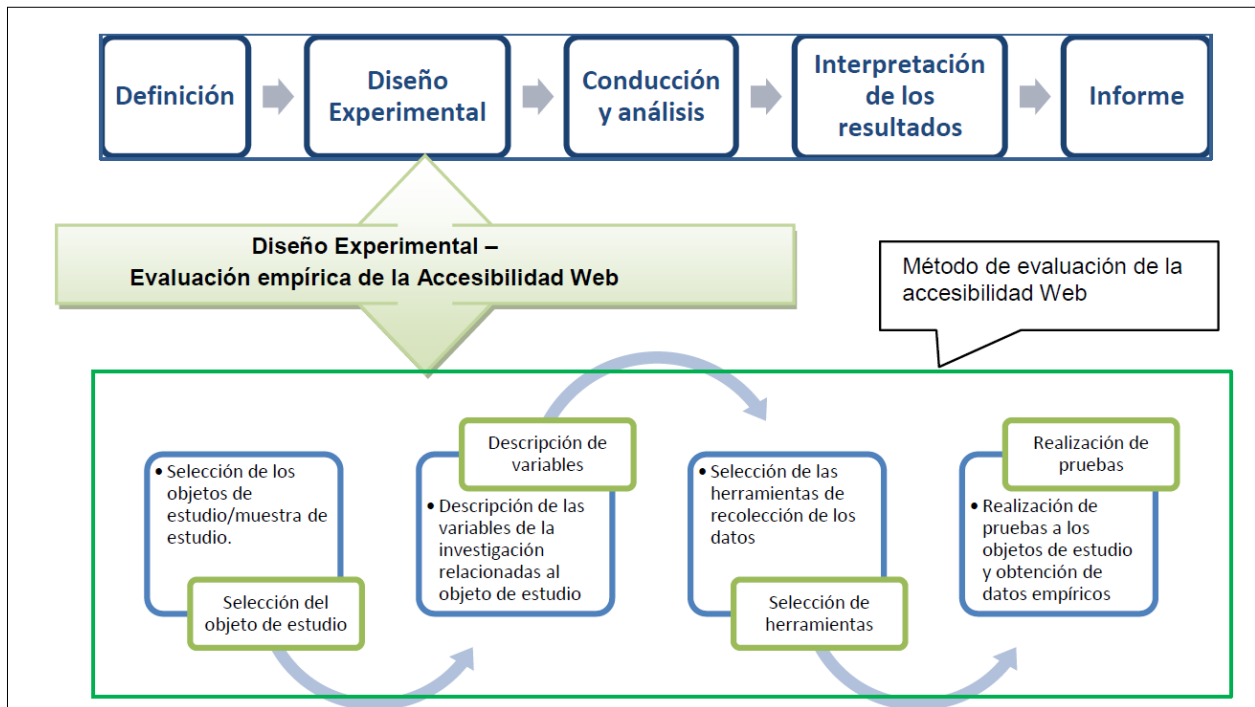 Definición
Diseño
Experimental
Conducción
y análisis
Interpretación
de los
resultados
Informe
Diseño Experimental –
Evaluación empírica de la Accesibilidad Web
Método de evaluación de la
accesibilidad Web
• Selección de los
objetos de
estudio/muestra de
estudio.
Selección del
objeto de estudio
Descripción de
variables
• Descripción de las
variables de la
investigación
relacionadas al
objeto de estudio
• Selección de las
herramientas de
recolección de los
datos
Selección de
herramientas
Realización de
pruebas
• Realización de
pruebas a los
objetos de estudio
y obtención de
datos empíricos